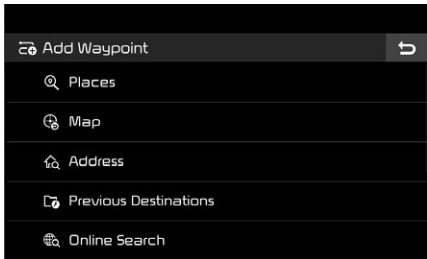 Add Waypoint
Places
Map
Address
Previous Destinations
Online Search